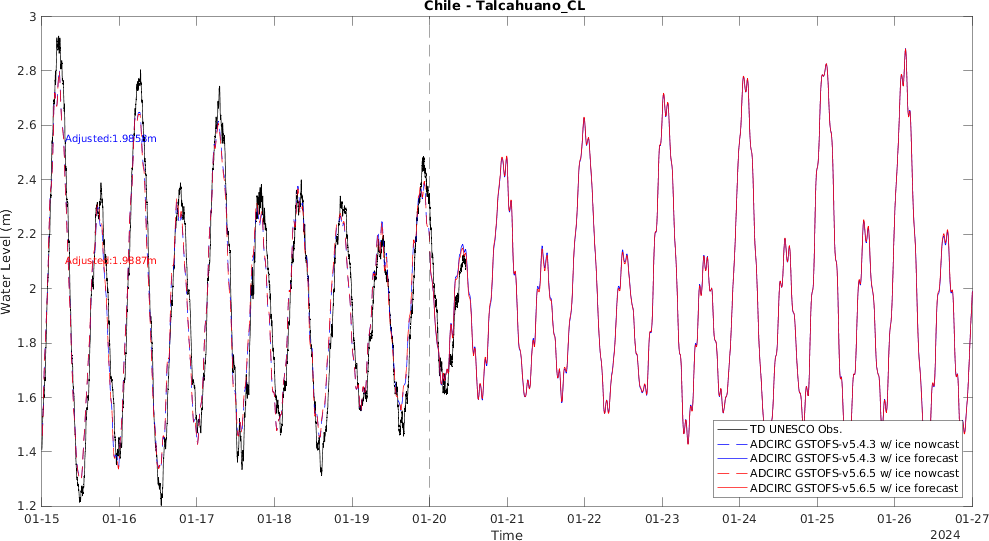 Chile - Talcahuano_CL
3
2.8
2.6
2.4
2.2
2
1.8
1.6
1.4
1.2
Water Level (m)
Adjusted:1.9853m
Adjusted:1.9387m
TD UNESCO Obs.
ADCIRC GSTOFS-v5.4.3 w/ ice nowcast
ADCIRC GSTOFS-v5.4.3 w/ ice forecast
ADCIRC GSTOFS-v5.6.5 w/ ice nowcast
ADCIRC GSTOFS-v5.6.5 w/ ice forecast
01-15 01-16 01-17 01-18 01-19 01-20 01-21 01-22 01-23 01-24 01-25 01-26 01-27
Time
2024